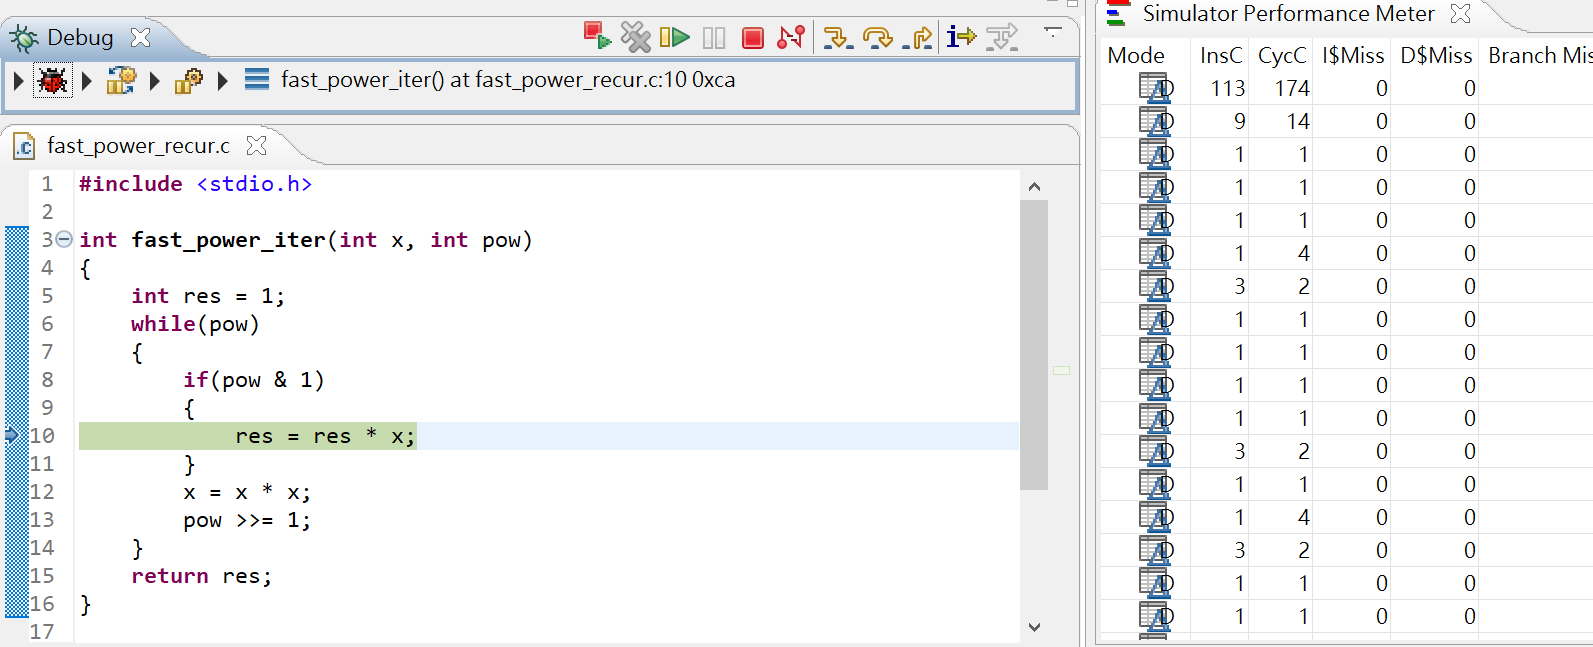 Debug
fast_power_iter() at fast_power_recur.c:10 0xca
fast_power_recur.c
1 #include <stdio.h>
2
3 int fast_power_iter(int x, int pow)
4 {
5     int res = 1;
6     while(pow)
7     {
8         if(pow & 1)
9         {
10             res = res * x;
11         }
12         x = x * x;
13         pow >>= 1;
14     }
15     return res;
16 }
17
Simulator Performance Meter
Mode InsC CycC I$Miss D$Miss Branch Mis
D 113 174 0 0
D 9 14 0 0
D 1 1 0 0
D 1 1 0 0
D 1 1 0 0
D 1 4 0 0
D 3 2 0 0
D 1 1 0 0
D 1 1 0 0
D 1 1 0 0
D 1 1 0 0
D 3 2 0 0
D 1 1 0 0
D 1 4 0 0
D 3 2 0 0
D 1 1 0 0
D 1 1 0 0